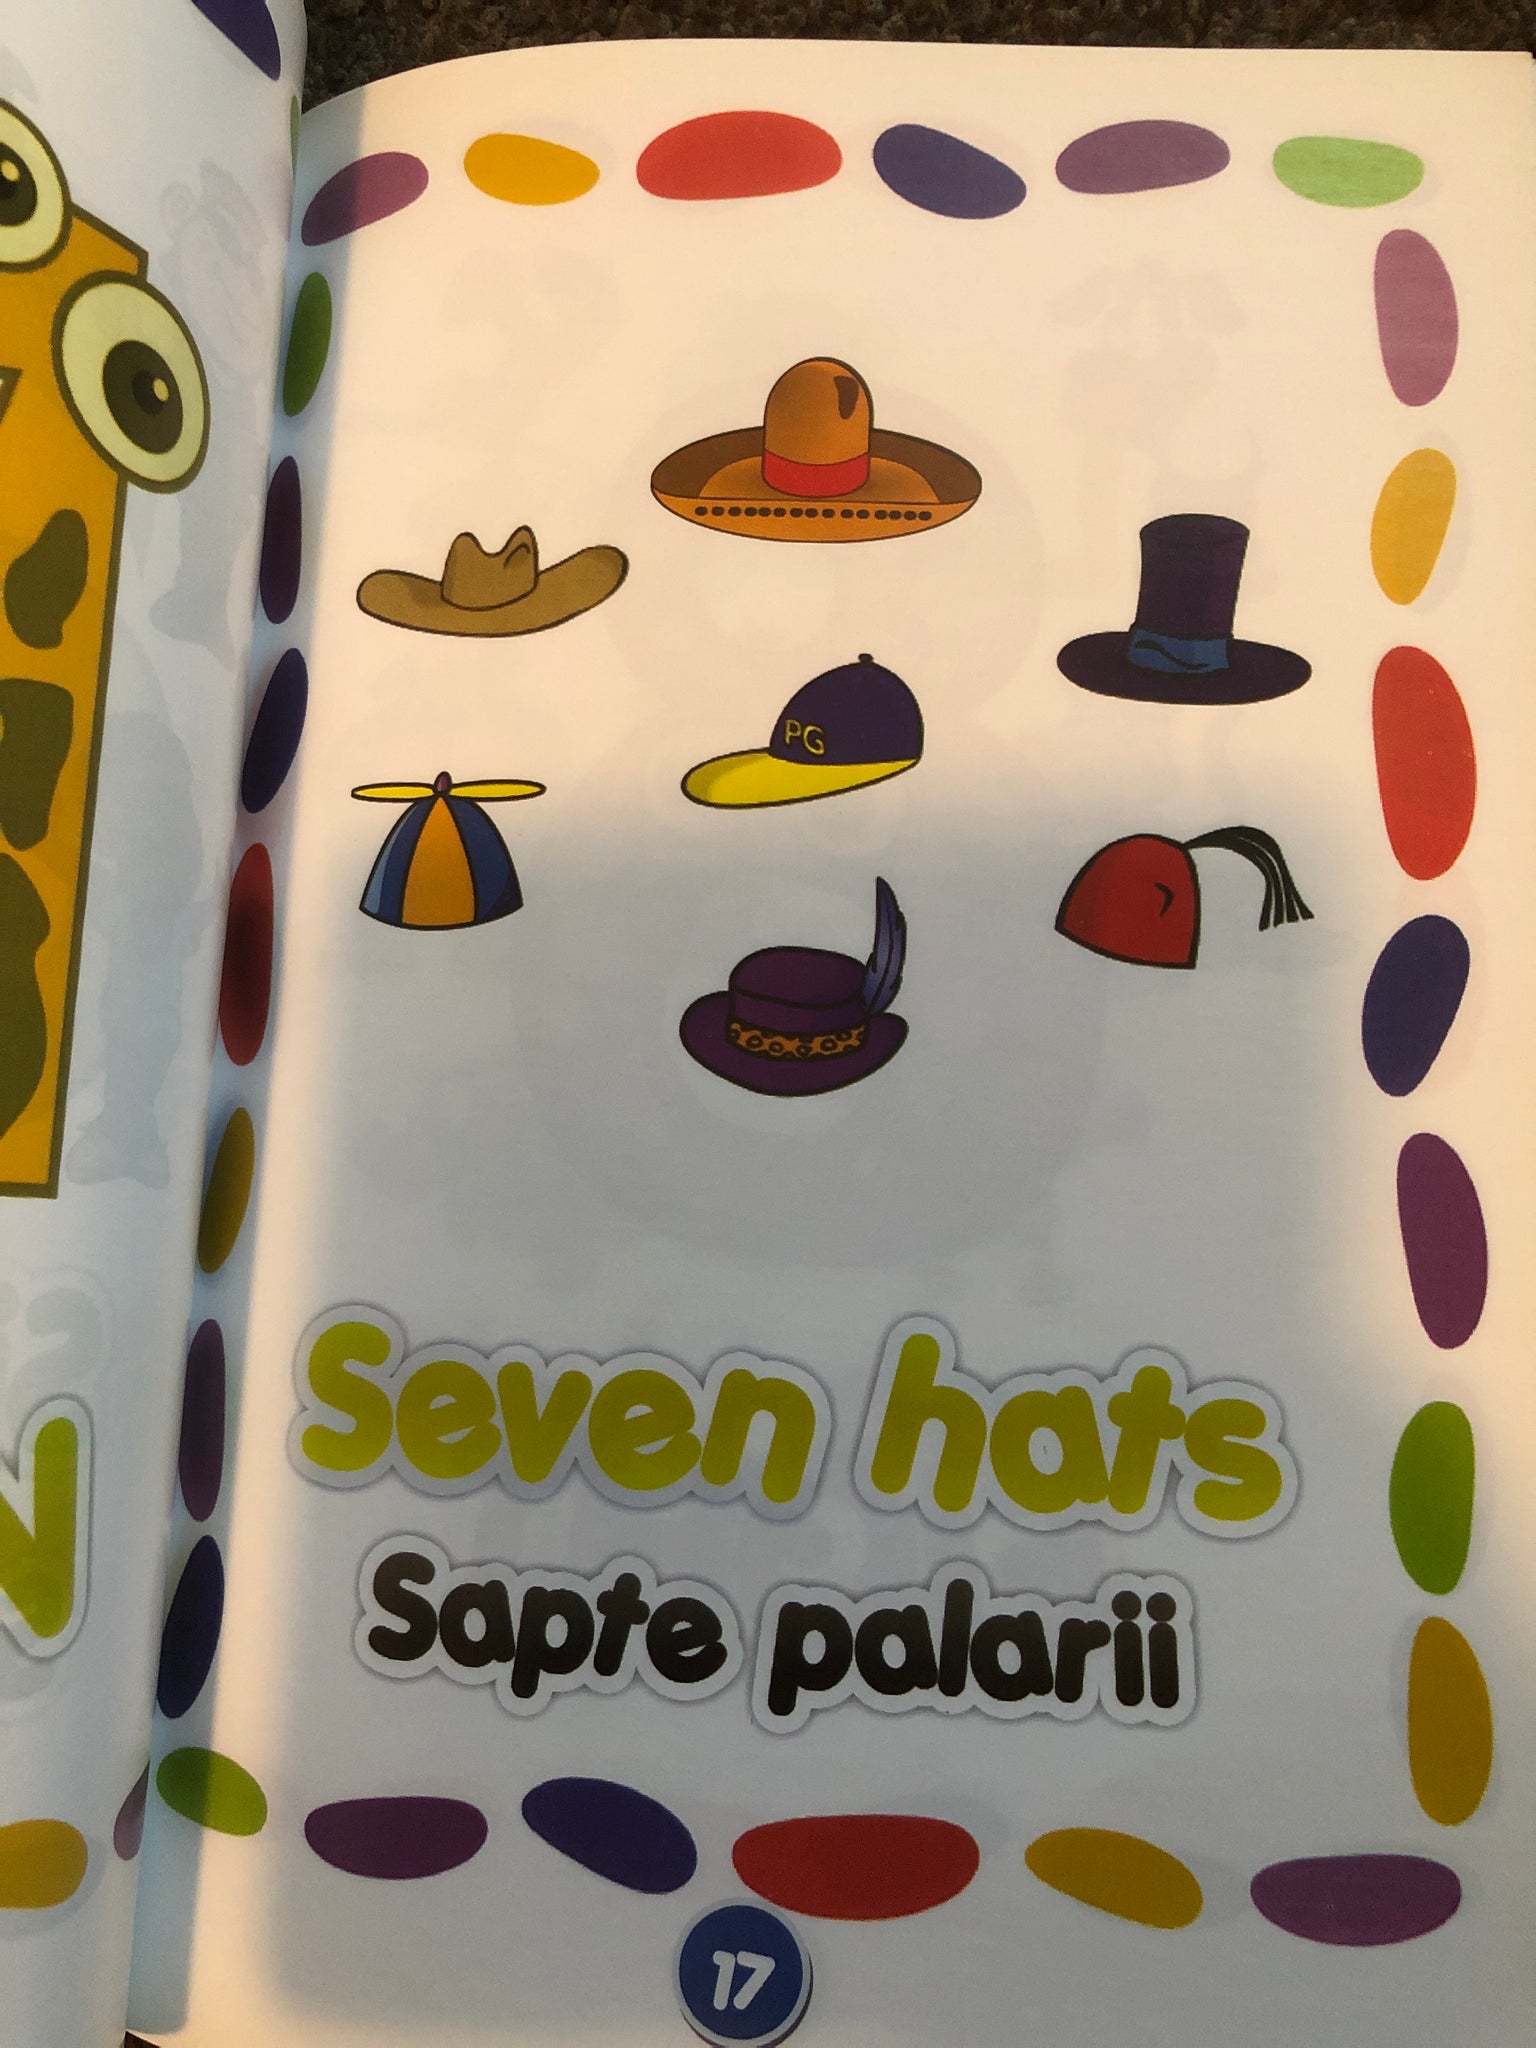 PG
Seven hats
Sapte palarii
17